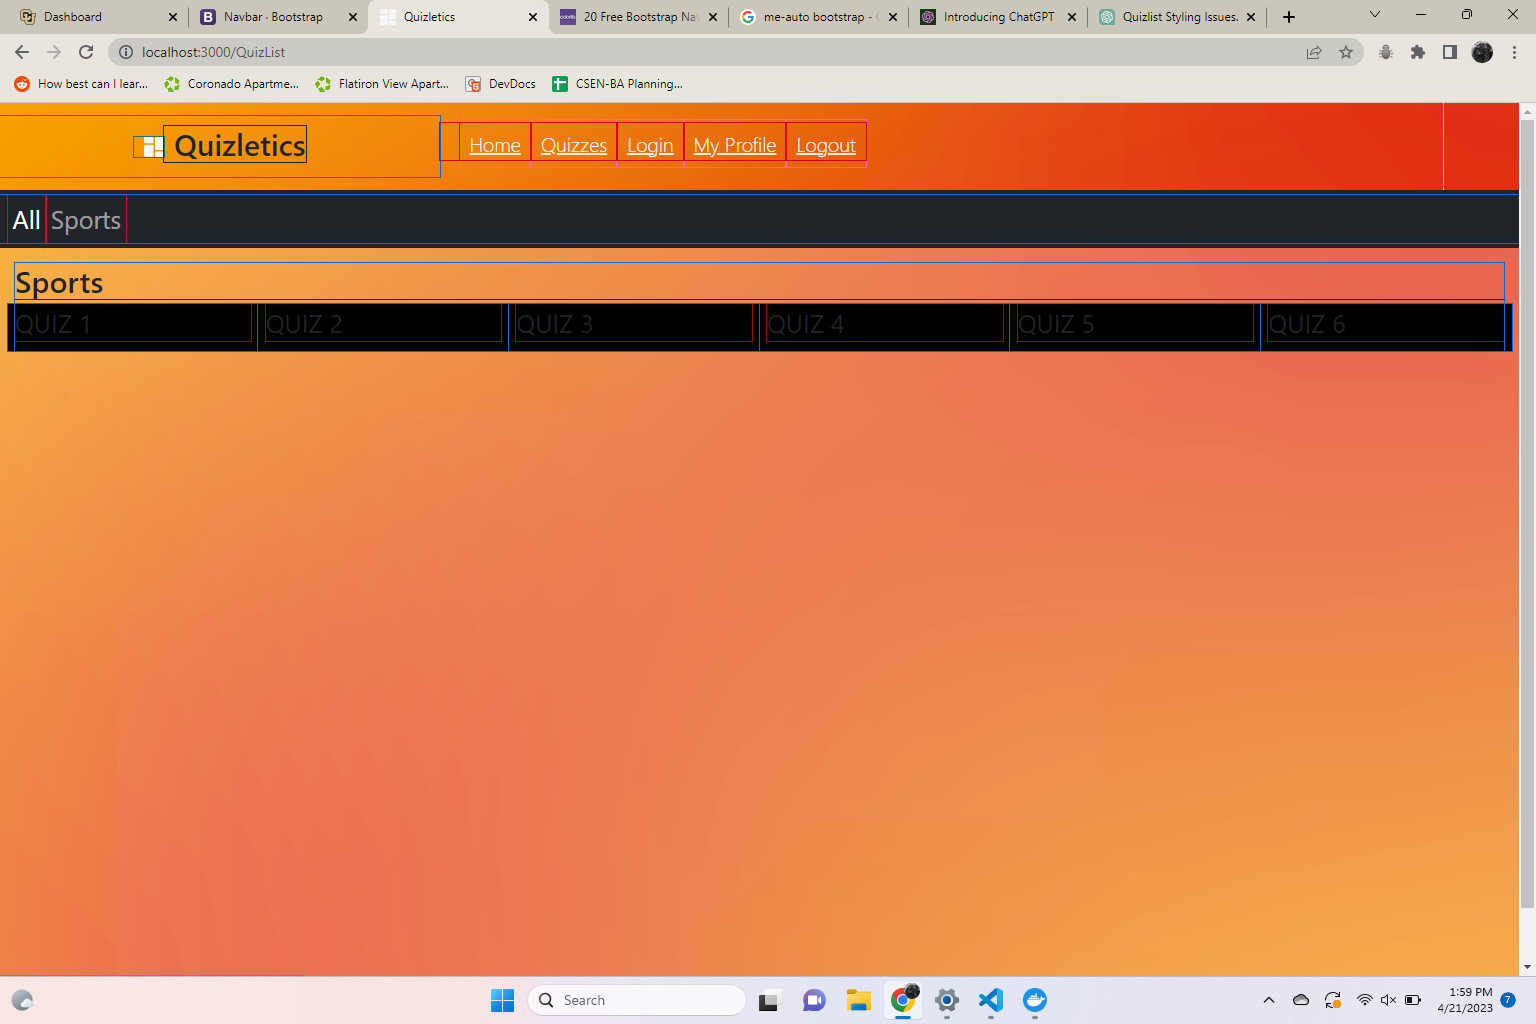 Dashboard
Navbar · Bootstrap
Quizletics
20 Free Bootstrap Na
me-auto bootstrap -
Introducing ChatGPT
Quizlist Styling Issues.
localhost:3000/QuizList
How best can I lear...
Coronado Apartme...
Flatiron View Apart...
DevDocs
CSEN-BA Planning...
Quizletics
Home
Quizzes
Login
My Profile
Logout
All
Sports
Sports
QUIZ 1
QUIZ 2
QUIZ 3
QUIZ 4
QUIZ 5
QUIZ 6
Search
1:59 PM
4/21/2023
7